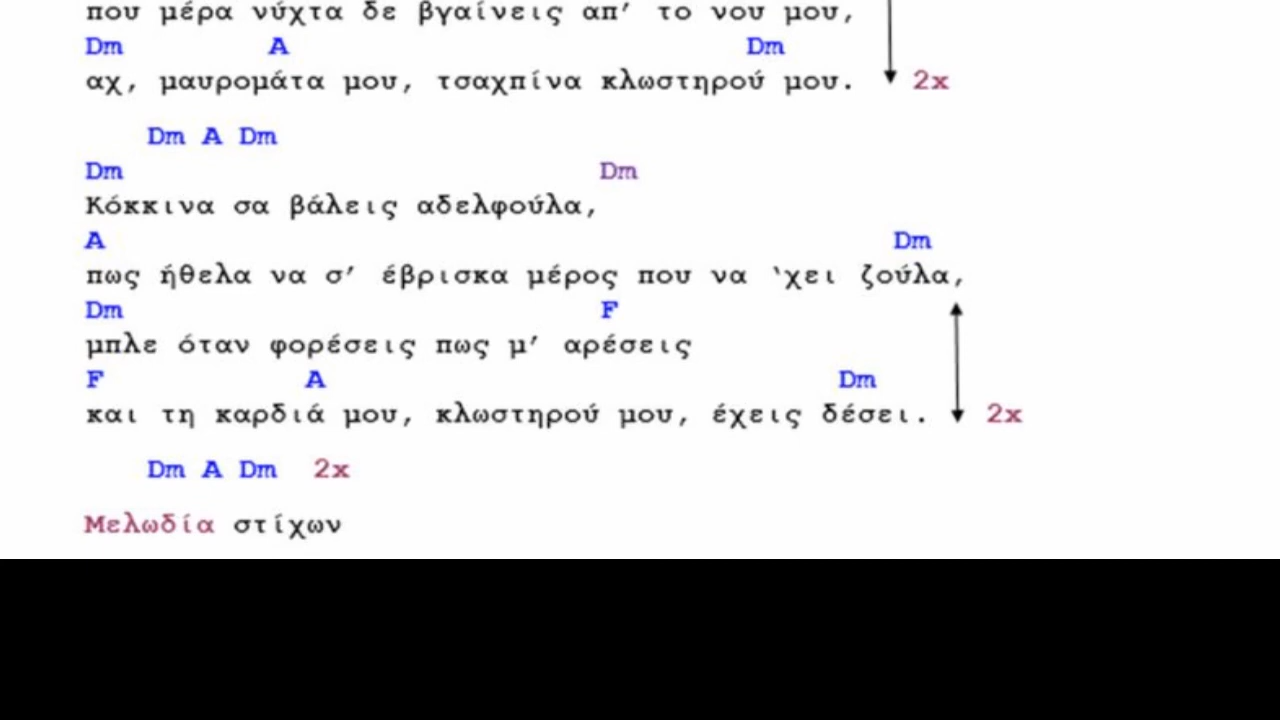 που μέρα νύχτα δε βγαίνεις απ’ το νου μου,
Dm A Dm
αχ, μαυρομάτα μου, τσαχπίνα κλωστηρού μου. 2x
Dm A Dm
Dm Dm
Κόκκινα σα βάλεις αδελφούλα,
A Dm
πως ήθελα να σ’ έβρισκα μέρος που να ‘χει ζούλα,
Dm F
μπλε όταν φορέσεις πως μ’ αρέσεις
F A Dm
και τη καρδιά μου, κλωστηρού μου, έχεις δέσει. 2x
Dm A Dm 2x
Μελωδία στίχων